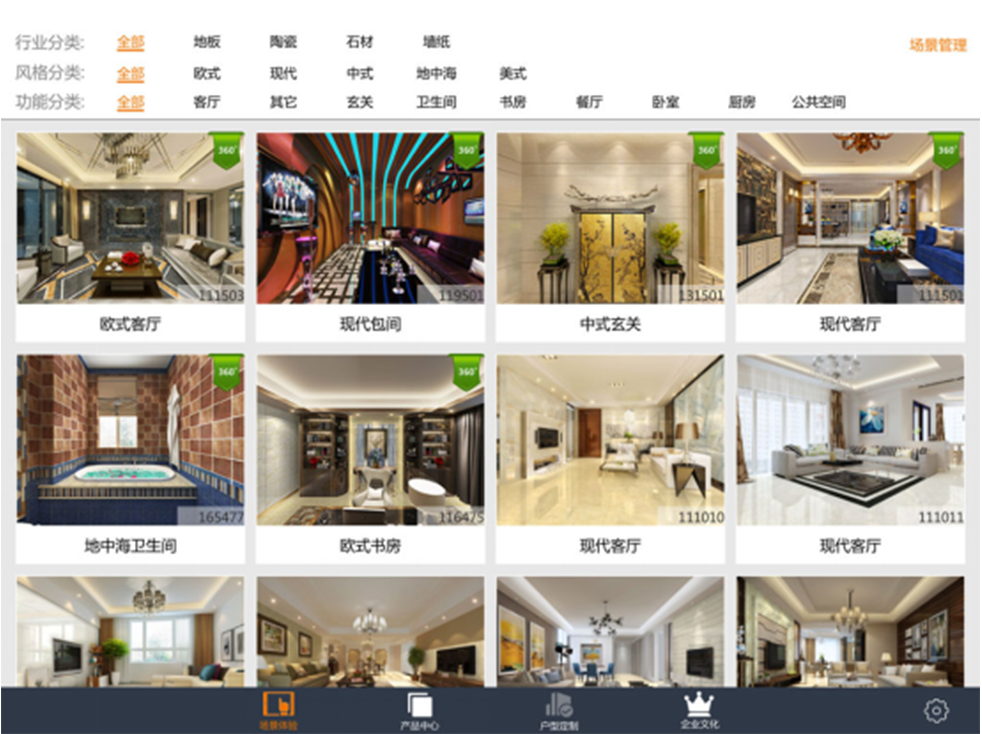 行业分类: 全部 地板 陶瓷 石材 墙纸 场景管理
风格分类: 全部 欧式 现代 中式 地中海 美式
功能分类: 全部 客厅 其它 玄关 卫生间 书房 餐厅 卧室 厨房 公共空间
360° 360° 360° 360°
111503 119501 131501 111501
欧式客厅 现代包间 中式玄关 现代客厅
360° 360°
165477 116475 111010 111011
地中海卫生间 欧式书房 现代客厅 现代客厅
场景体验 产品中心 户型定制 企业文化